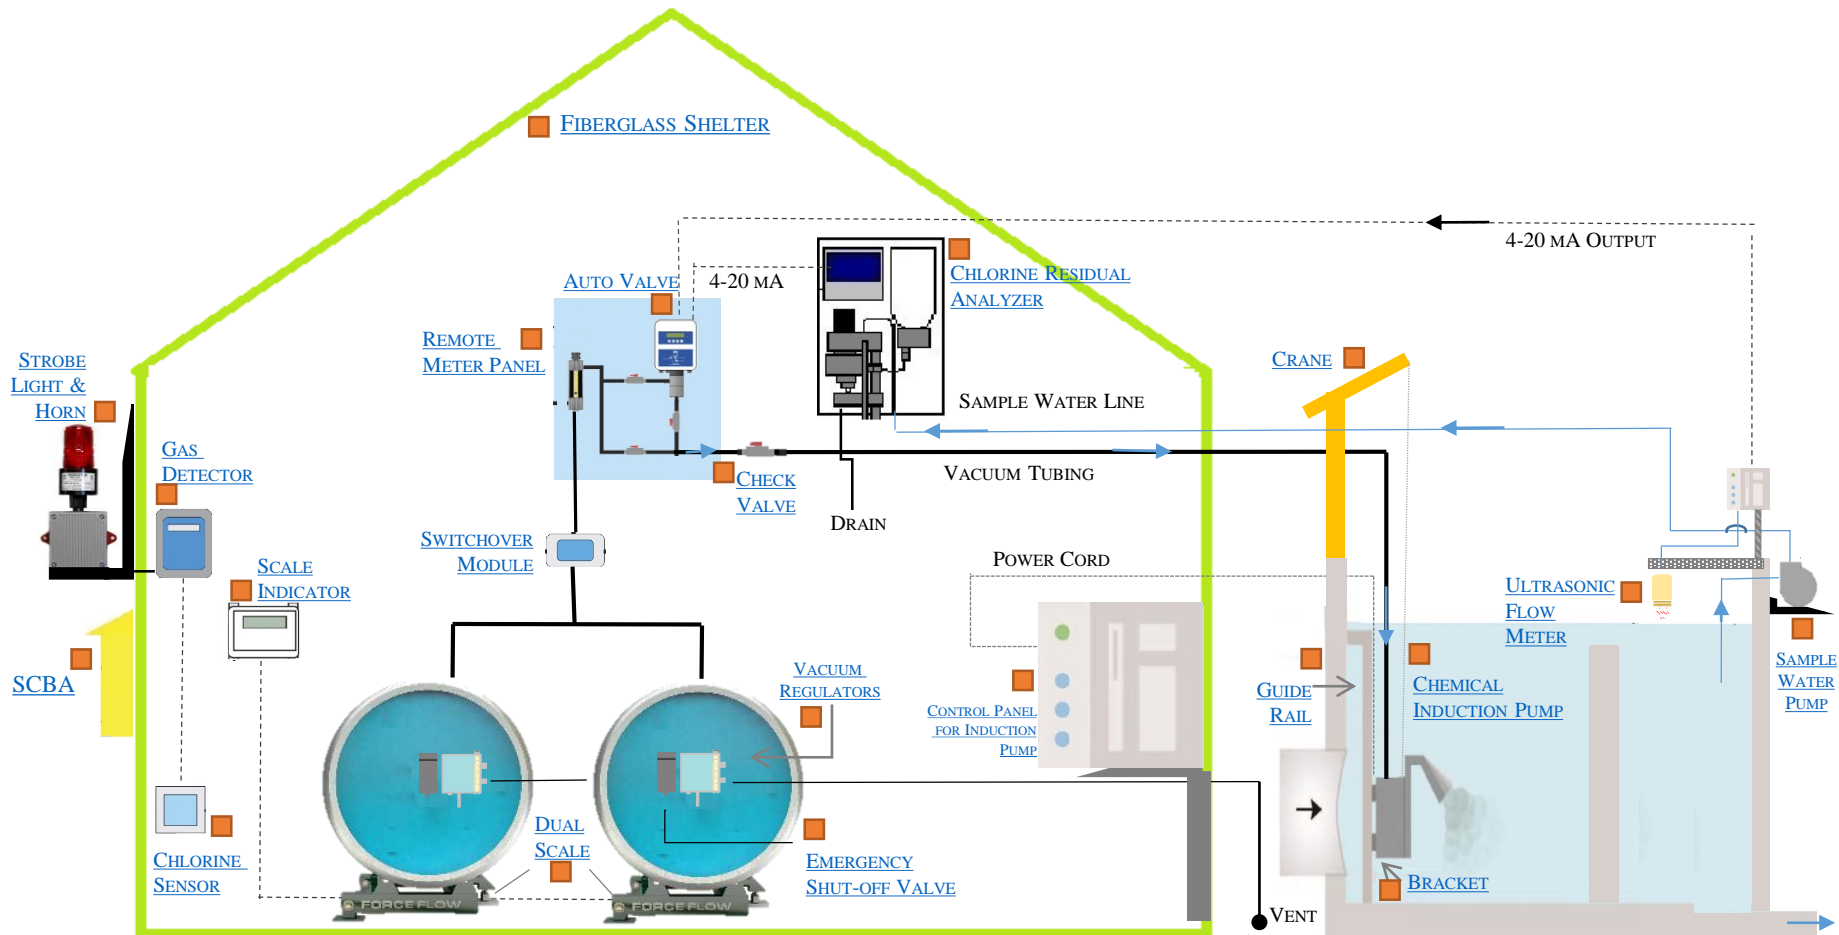 FIBERGLASS SHELTER
4-20 MA OUTPUT
CHLORINE RESIDUAL
ANALYZER
4-20 MA
AUTO VALVE
REMOTE
METER PANEL
STROBE
LIGHT &
HORN
CRANE
SAMPLE WATER LINE
GAS
DETECTOR
VACUUM TUBING
CHECK
VALVE
DRAIN
SWITCHOVER
MODULE
POWER CORD
SCALE
INDICATOR
ULTRASONIC
FLOW
METER
SCBA
VACUUM
REGULATORS
CONTROL PANEL
FOR INDUCTION
PUMP
GUIDE
RAIL
CHEMICAL
INDUCTION PUMP
SAMPLE
WATER
PUMP
DUAL
SCALE
CHLORINE
SENSOR
EMERGENCY
SHUT-OFF VALVE
BRACKET
FORCE FLOW
FORCE FLOW
VENT